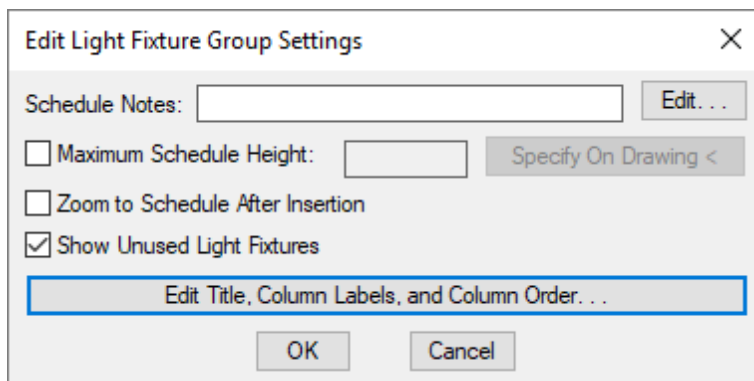 Edit Light Fixture Group Settings
Schedule Notes: Edit. . .
Maximum Schedule Height: Specify On Drawing <
Zoom to Schedule After Insertion
Show Unused Light Fixtures
Edit Title, Column Labels, and Column Order. . .
OK Cancel